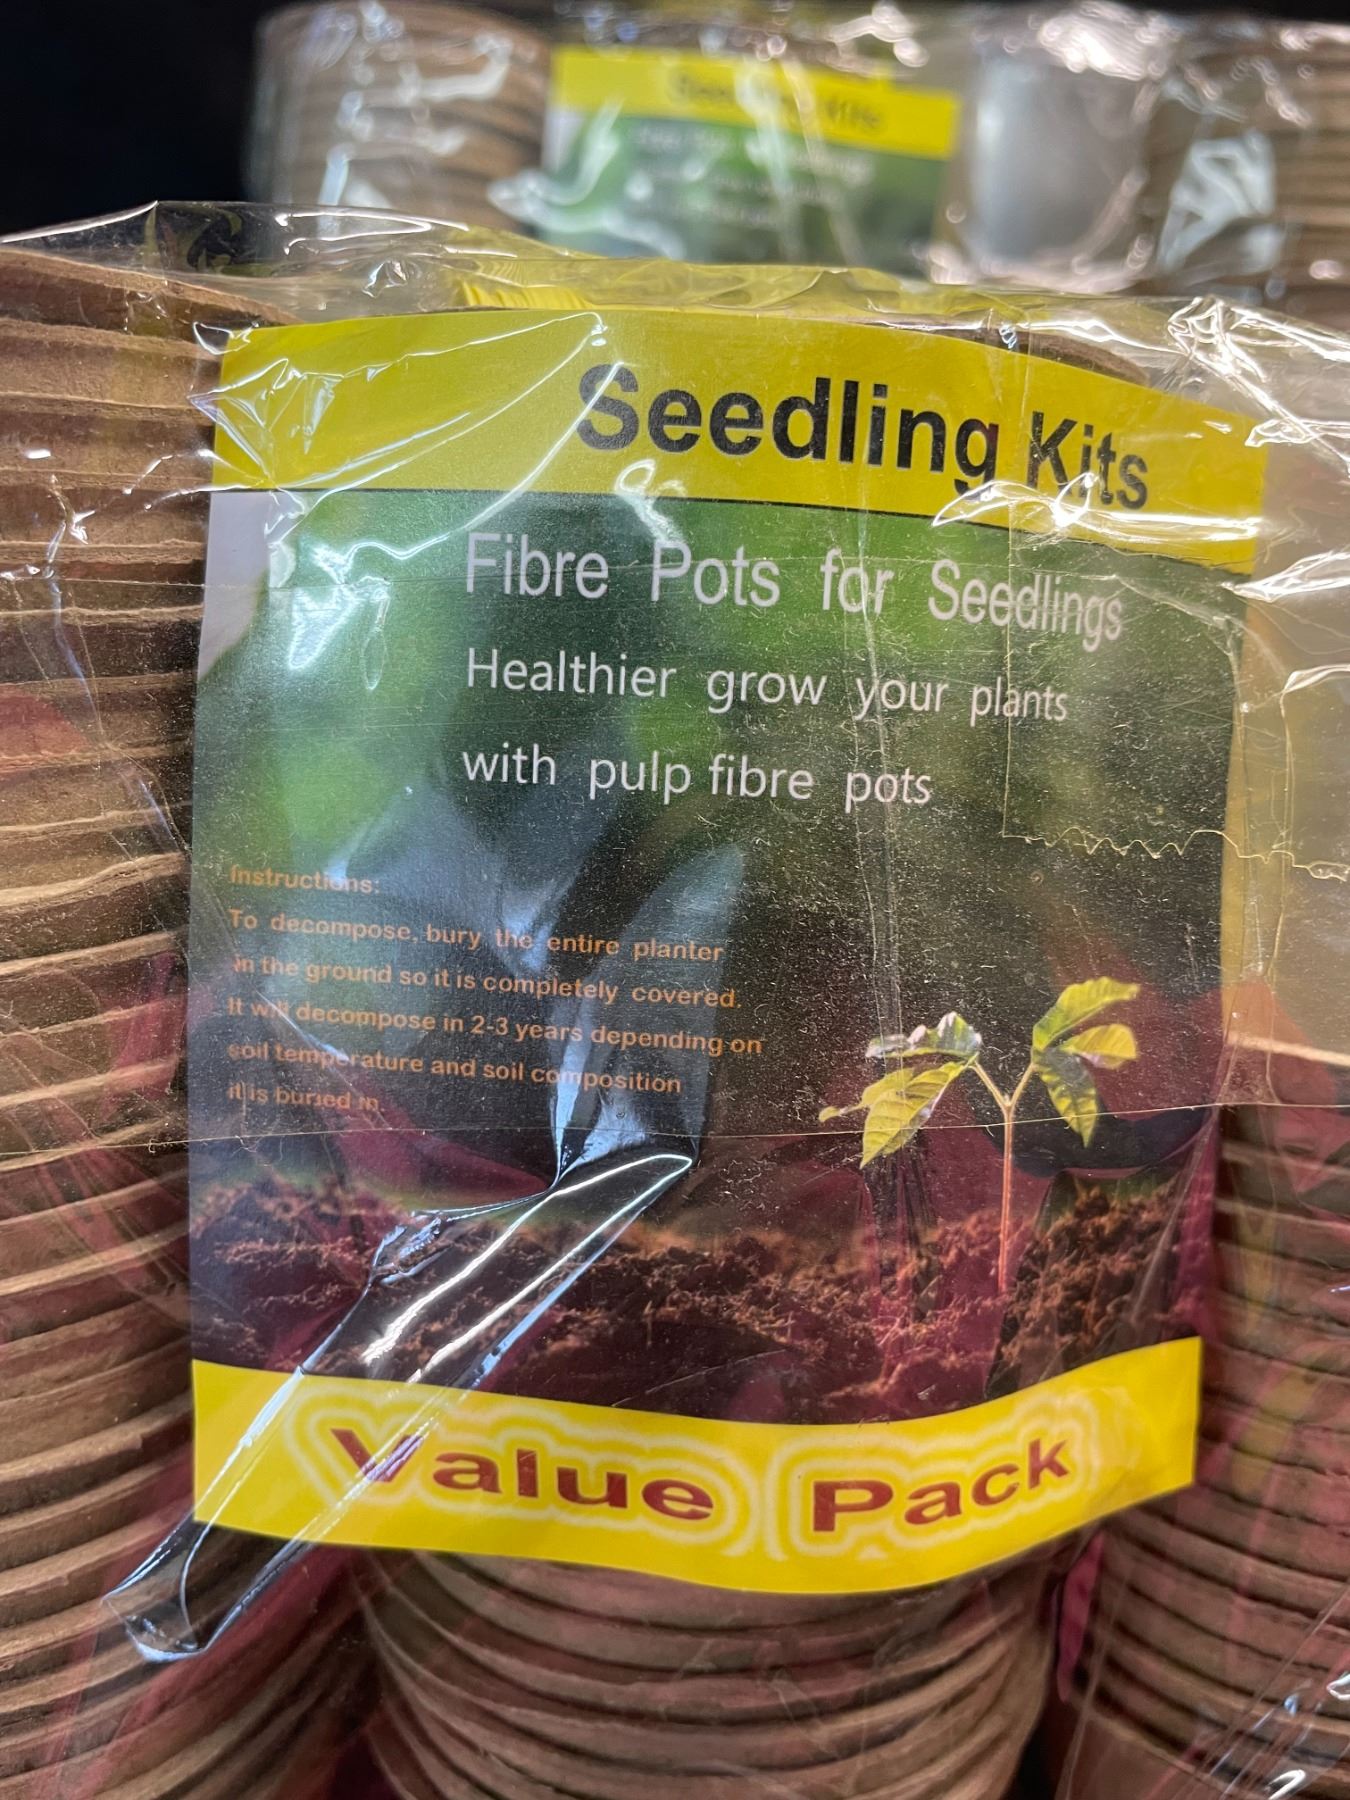 Seedling Kits
Seedling Kits
Fibre Pots for Seedlings
Healthier grow your plants
with pulp fibre pots
Instructions:
To decompose, bury the entire planter
in the ground so it is completely covered.
It will decompose in 2-3 years depending on
soil temperature and soil composition
it is buried in
Value Pack